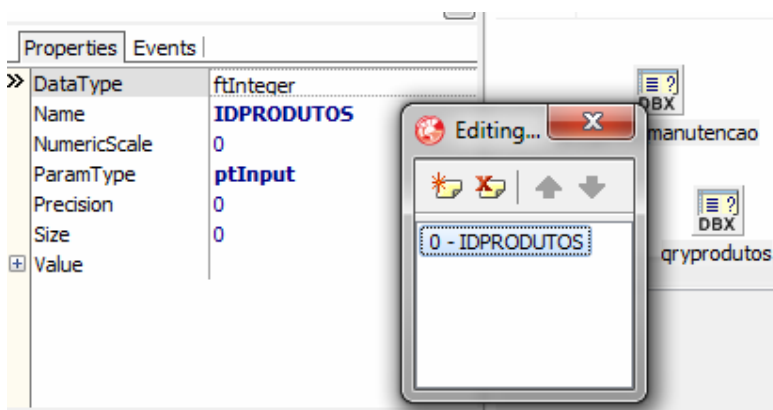 Properties Events
DataType ftInteger
Name IDPRODUTOS
NumericScale 0
ParamType ptInput
Precision 0
Size 0
Value
Editing...
0 - IDPRODUTOS
DBX
manutencao
DBX
qryprodutos